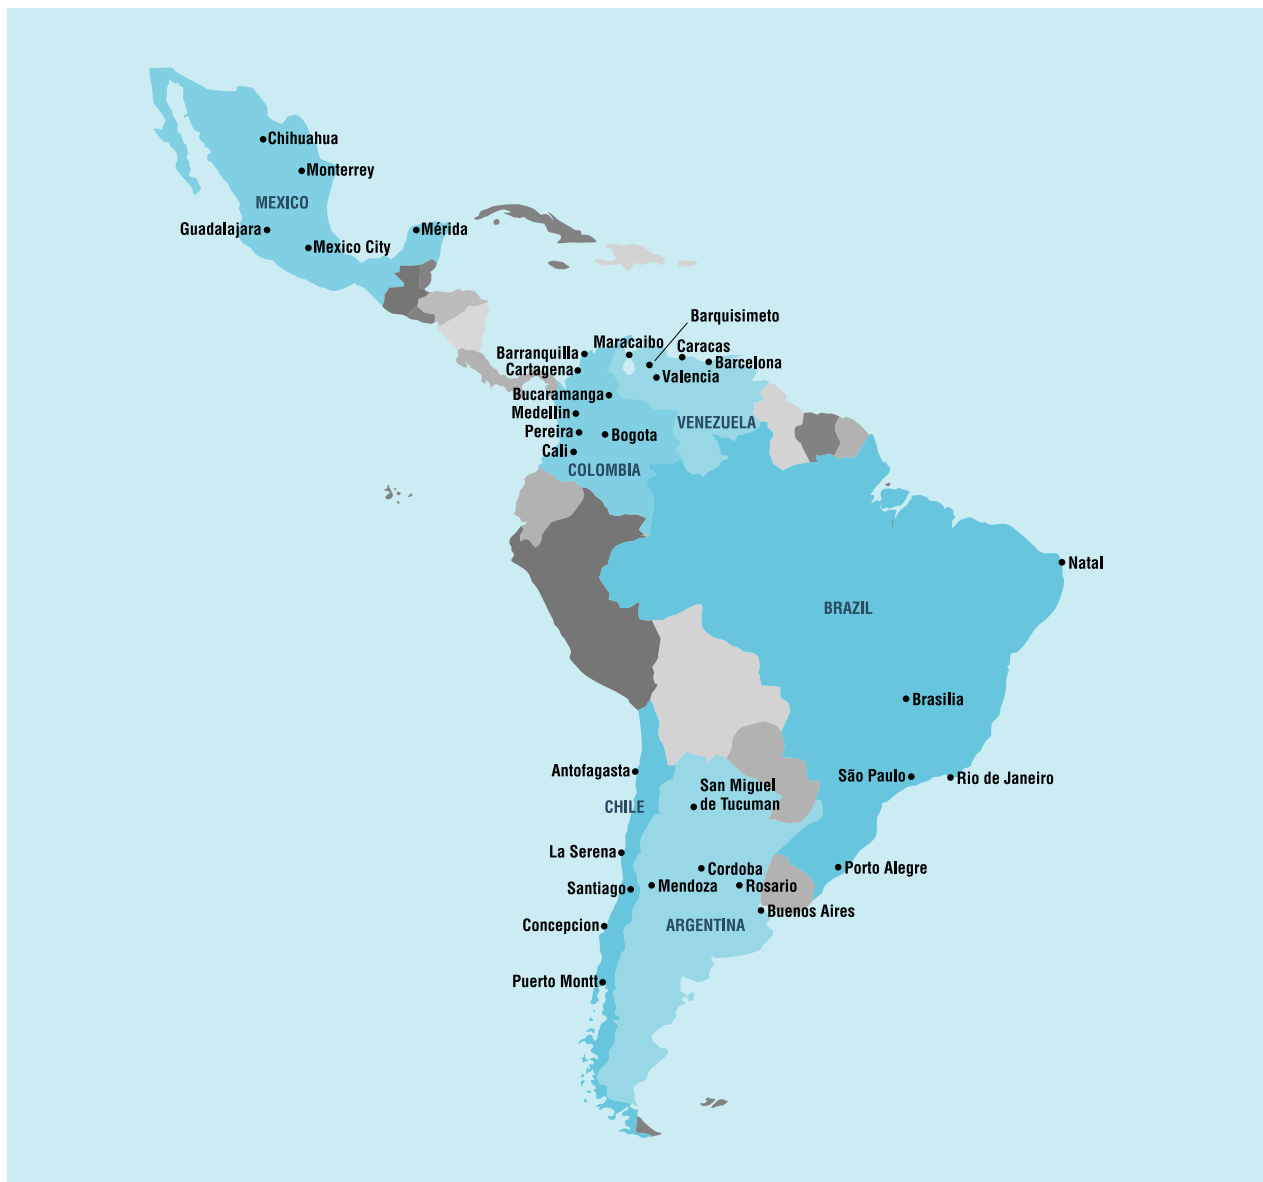 Chihuahua
Monterrey
MEXICO
Guadalajara
Mérida
Mexico City
Barquisimeto
Maracaibo
Caracas
Barranquilla
Barcelona
Cartagena
Valencia
Bucaramanga
Medellin
VENEZUELA
Pereira
Bogota
Cali
COLOMBIA
Natal
BRAZIL
Brasilia
Antofagasta
São Paulo
Rio de Janeiro
San Miguel
de Tucuman
CHILE
La Serena
Cordoba
Porto Alegre
Santiago
Mendoza
Rosario
Buenos Aires
Concepcion
ARGENTINA
Puerto Montt